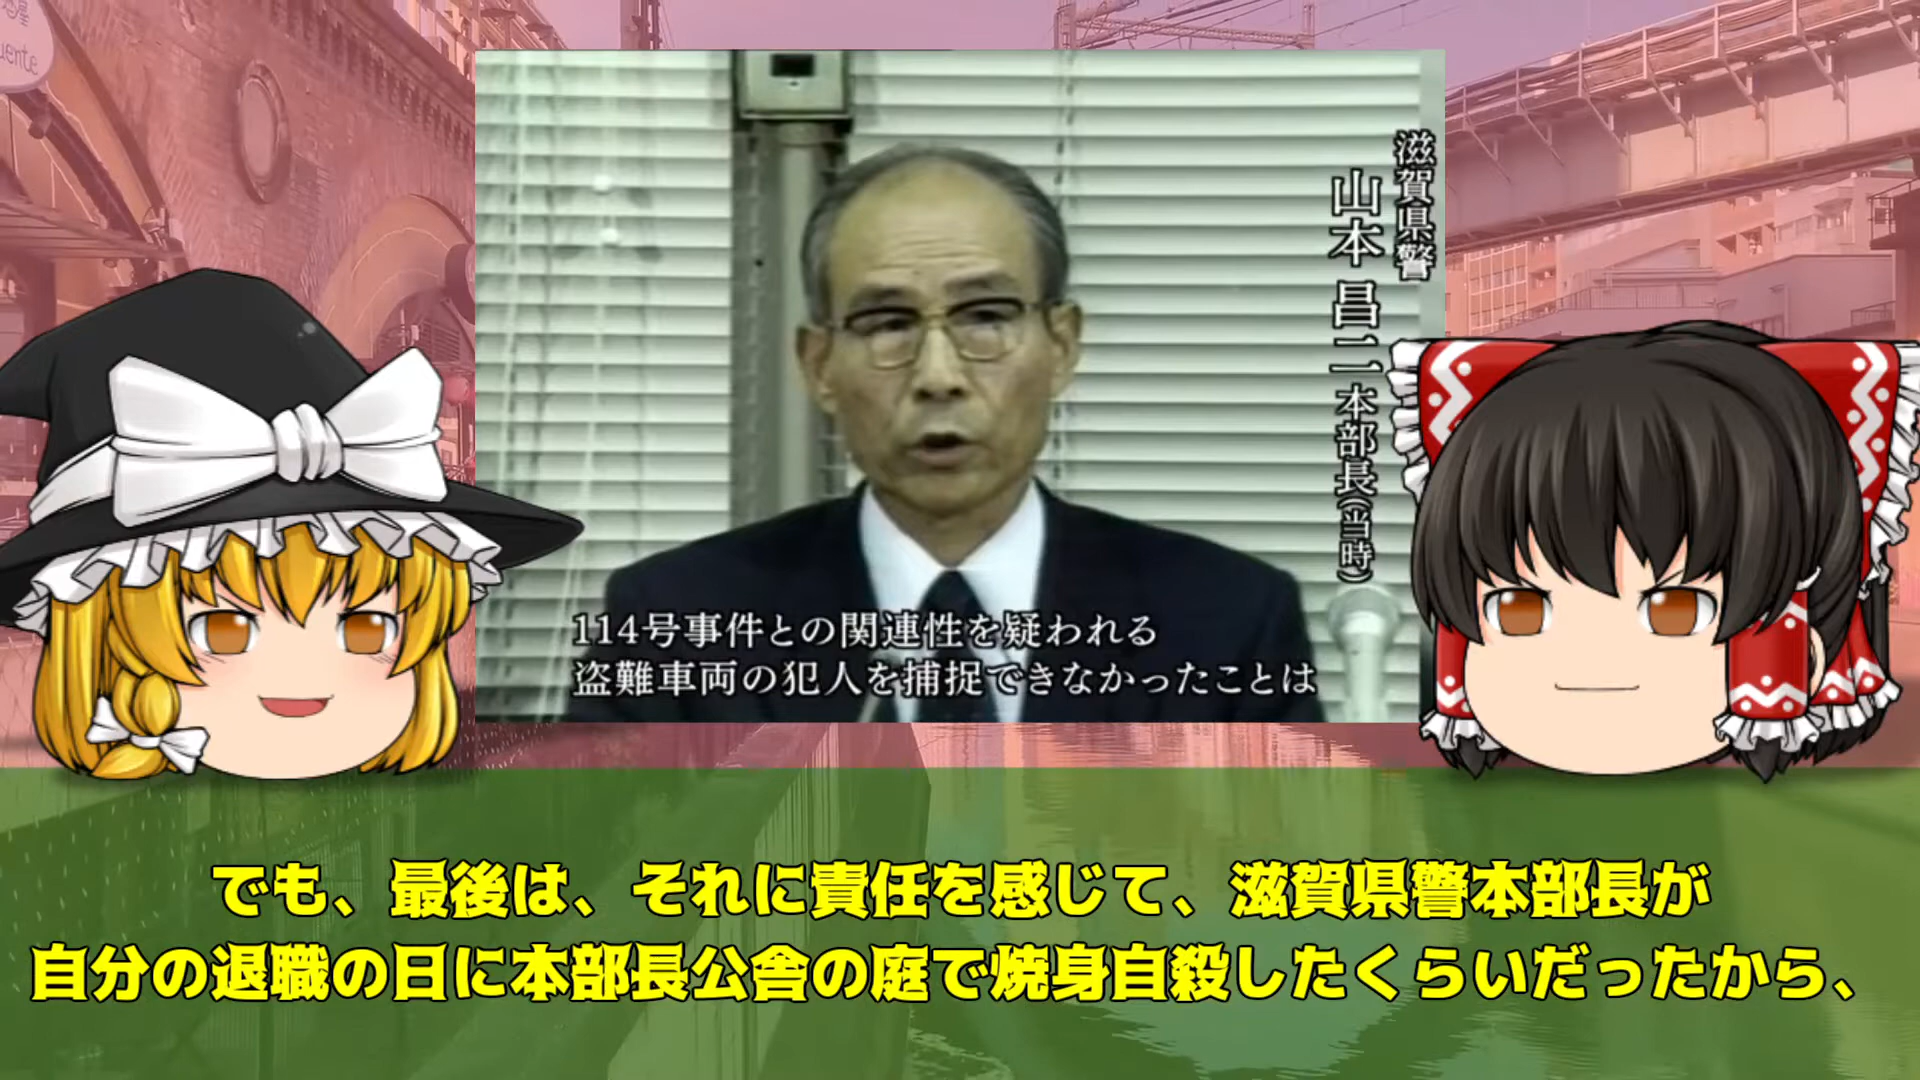 滋賀県警
山本 昌二本部長(当時)
114号事件との関連性を疑われる
盗難車両の犯人を捕捉できなかったことは
でも、最後は、それに責任を感じて、滋賀県警本部長が
自分の退職の日に本部長公舎の庭で焼身自殺したくらいだったから、